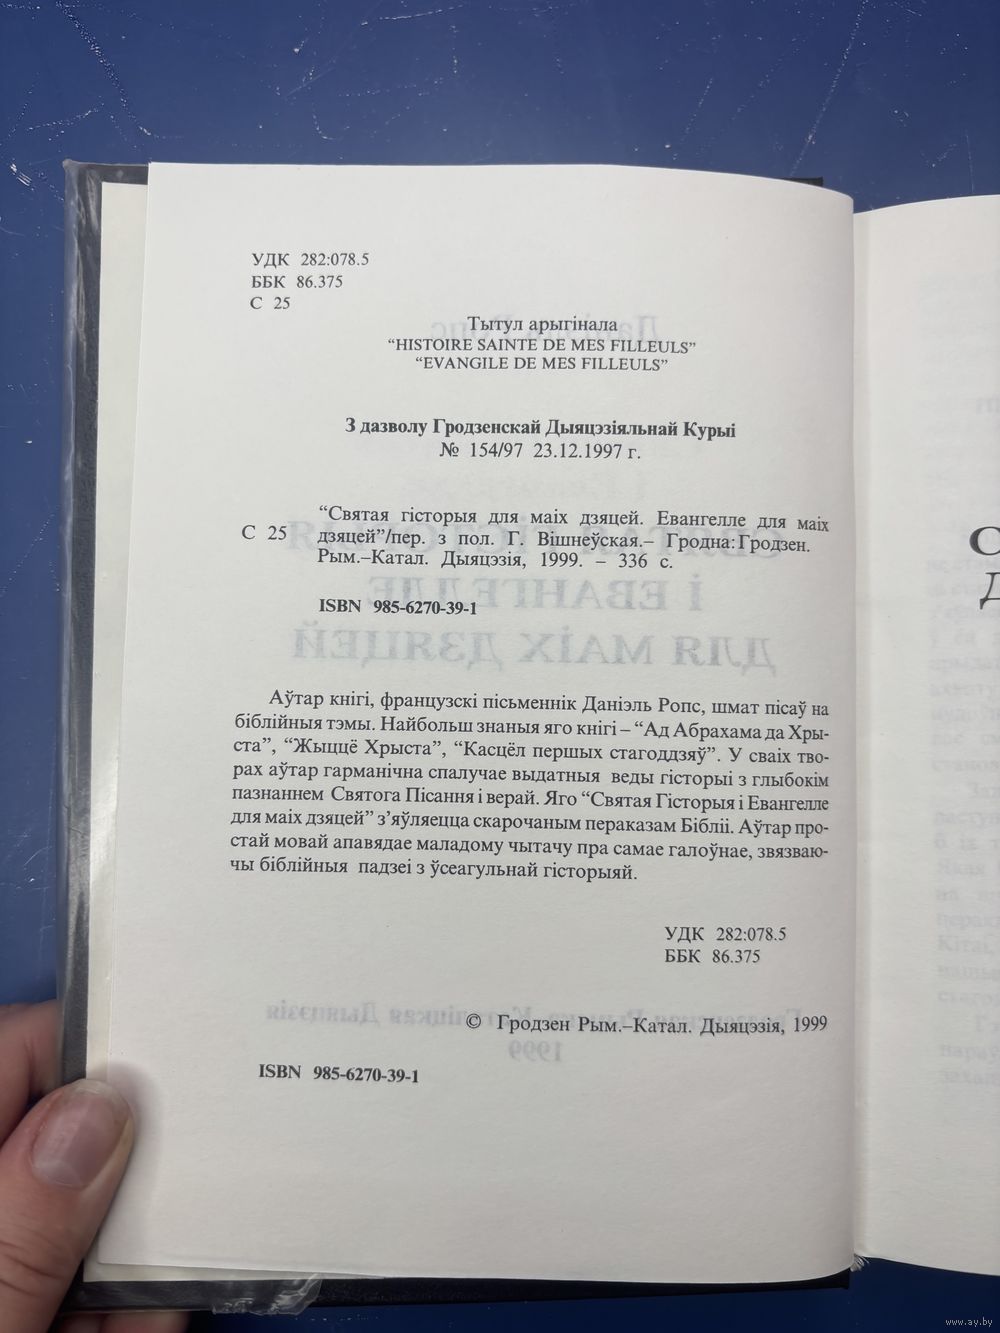 УДК 282:078.5
ББК 86.375
С 25
Тытул арыгінала
“HISTOIRE SAINTE DE MES FILLEULS”
“EVANGILE DE MES FILLEULS”
З дазволу Гродзенскай Дыяцэзіяльнай Курыі
№ 154/97 23.12.1997 г.
“Святая гісторыя для маіх дзяцей. Евангелле для маіх
С 25 дзяцей”/пер. з пол. Г. Вішнеўская.– Гродна: Гродзен.
Рым.–Катал. Дыяцэзія, 1999. – 336 с.
ISBN 985-6270-39-1
Аўтар кнігі, французскі пісьменнік Даніэль Ропс, шмат пісаў на
біблійныя тэмы. Найбольш знаныя яго кнігі – “Ад Абрахама да Хры-
ста”, “Жыццё Хрыста”, “Касцёл першых стагоддзяў”. У сваіх тво-
рах аўтар гарманічна спалучае выдатныя веды гісторыі з глыбокім
пазнаннем Святога Пісання і верай. Яго “Святая Гісторыя і Евангелле
для маіх дзяцей” з’яўляецца скарочаным пераказам Бібліі. Аўтар про-
стай мовай апавядае маладому чытачу пра самае галоўнае, звязваю-
чы біблійныя падзеі з ўсеагульнай гісторыяй.
УДК 282:078.5
ББК 86.375
© Гродзен Рым.–Катал. Дыяцэзія, 1999
ISBN 985-6270-39-1
www.ay.by